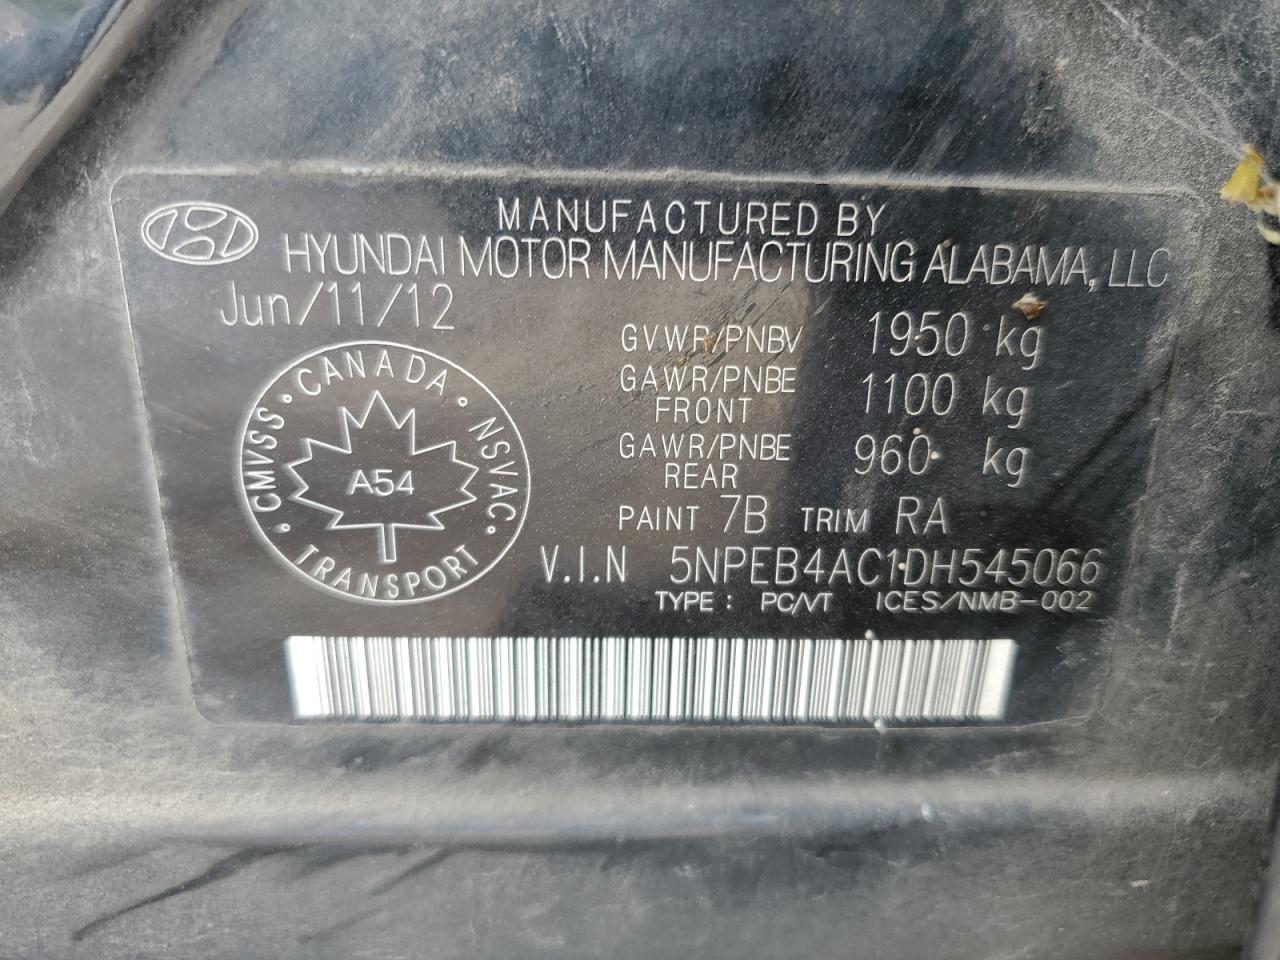 MANUFACTURED BY
HYUNDAI MOTOR MANUFACTURING ALABAMA, LLC
Jun/11/12
GVWR/PNBV 1950 kg
GAWR/PNBE FRONT 1100 kg
GAWR/PNBE REAR 960 kg
PAINT 7B TRIM RA
V.I.N 5NPEB4AC1DH545066
TYPE : PC/VT ICES/NMB-002
CANADA · NSVAC · TRANSPORT · CMVSS ·
A54